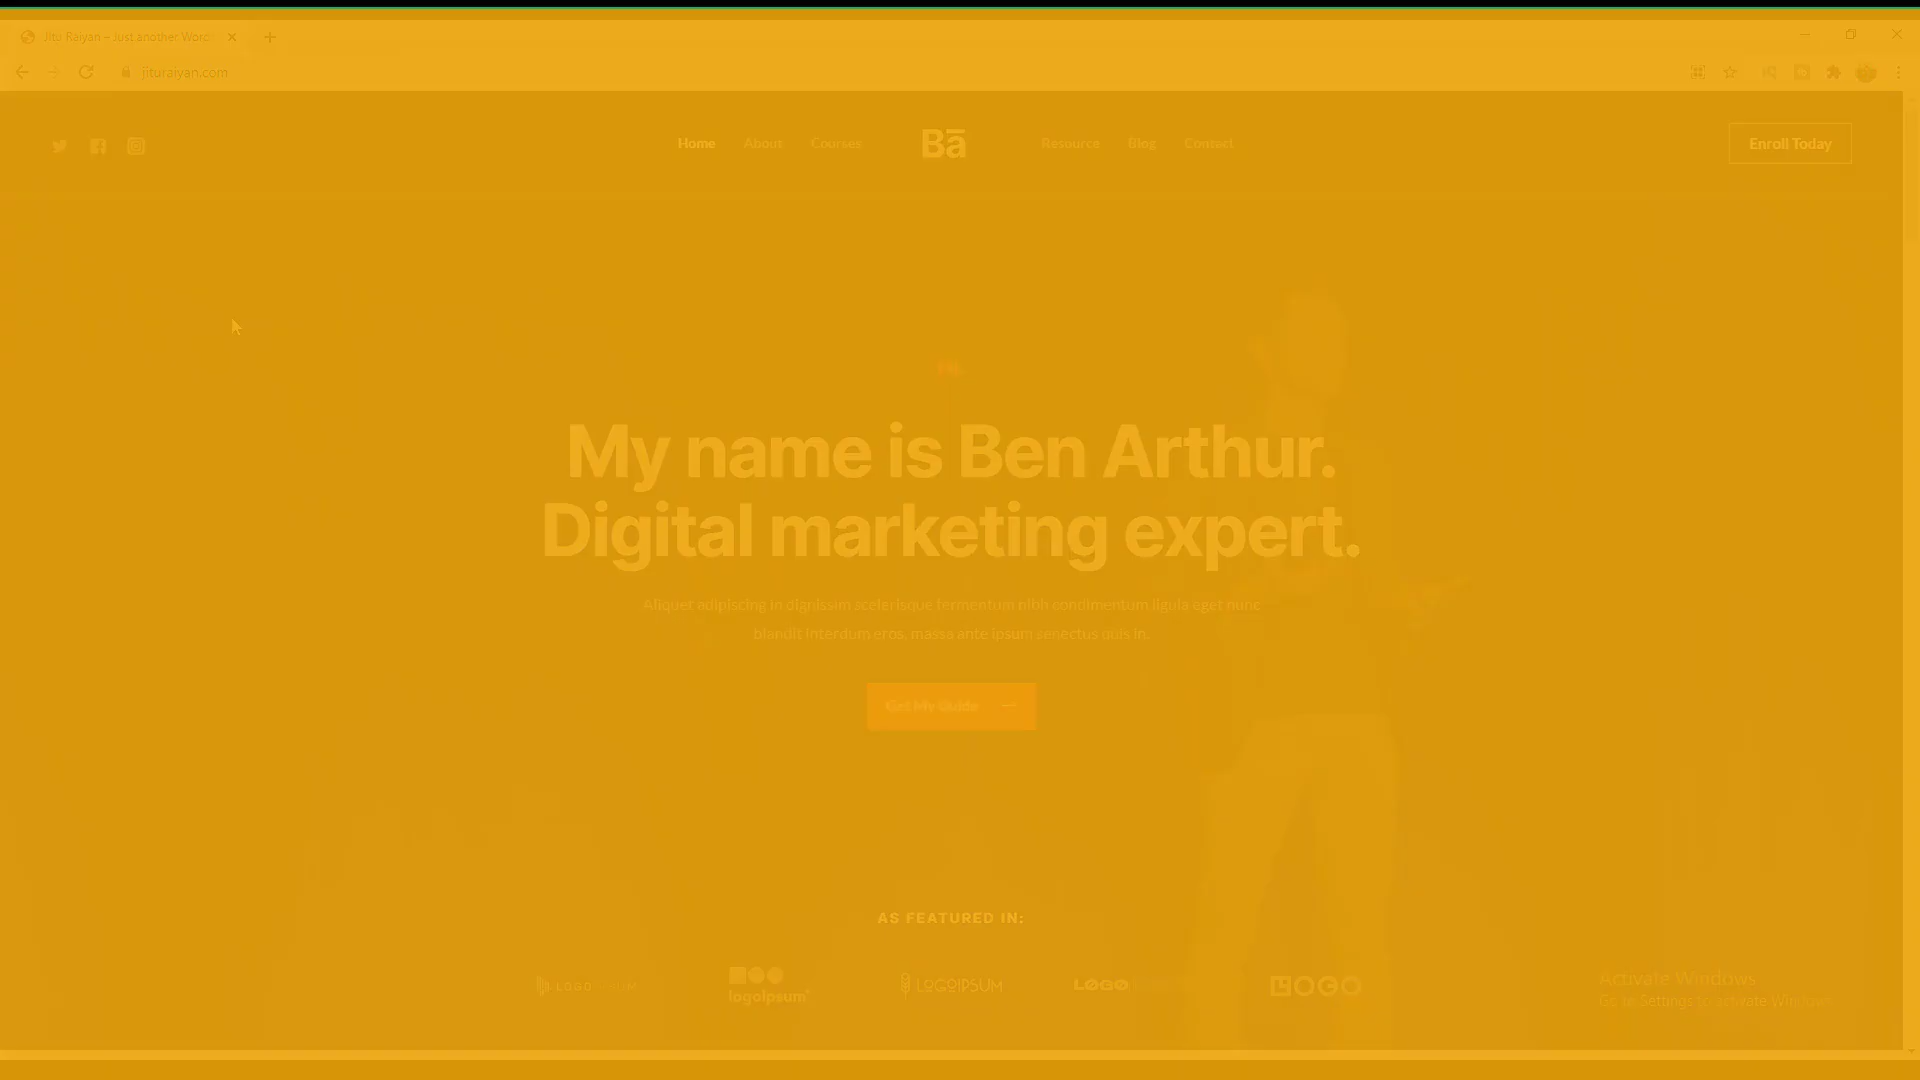 Jitu Raiyan – Just another Word
jituraiyan.com
Home
About
Courses
Bā
Resource
Blog
Contact
Enroll Today
My name is Ben Arthur.
Digital marketing expert.
Aliquet adipiscing in dignissim scelerisque fermentum nibh condimentum ligula eget nunc
blandit interdum eros, massa ante ipsum senectus quis in.
Get My Guide
AS FEATURED IN:
LOGO
logoipsum
LOGOIPSUM
LOGO
LOGO
Activate Windows
Go to Settings to activate Windows.